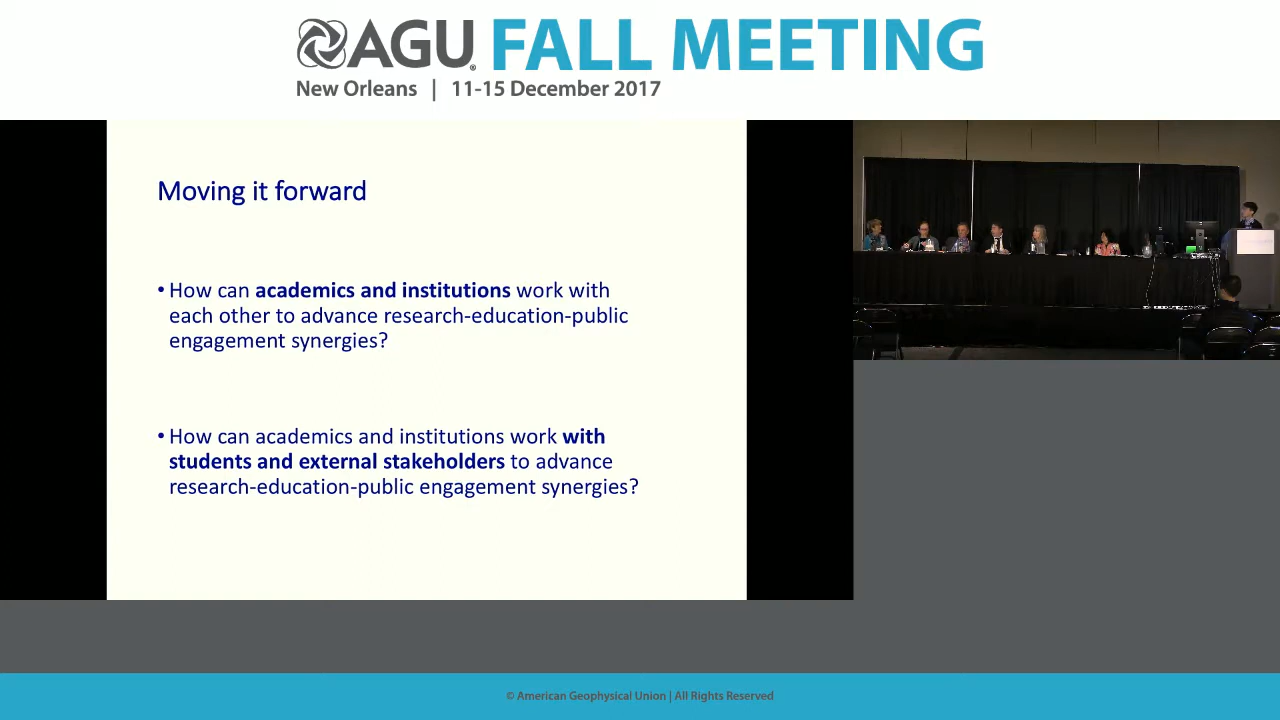 AGU FALL MEETING
New Orleans | 11-15 December 2017
Moving it forward
• How can academics and institutions work with
each other to advance research-education-public
engagement synergies?
• How can academics and institutions work with
students and external stakeholders to advance
research-education-public engagement synergies?
© American Geophysical Union | All Rights Reserved